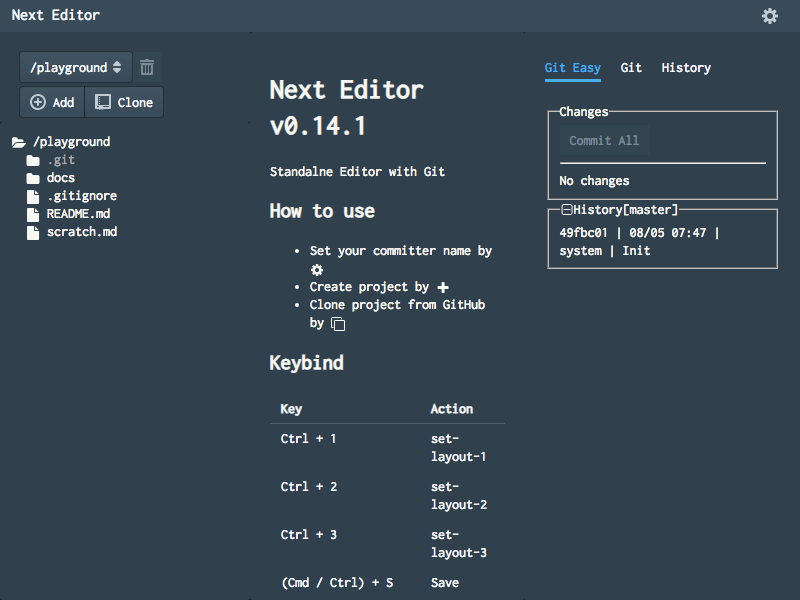 Next Editor
/playground
Add
Clone
/playground
.git
docs
.gitignore
README.md
scratch.md
Next Editor
v0.14.1
Standalne Editor with Git
How to use
• Set your committer name by
• Create project by
• Clone project from GitHub
by
Keybind
Key Action
Ctrl + 1 set-
layout-1
Ctrl + 2 set-
layout-2
Ctrl + 3 set-
layout-3
(Cmd / Ctrl) + S Save
Git Easy Git History
Changes
Commit All
No changes
History[master]
49fbc01 | 08/05 07:47 |
system | Init